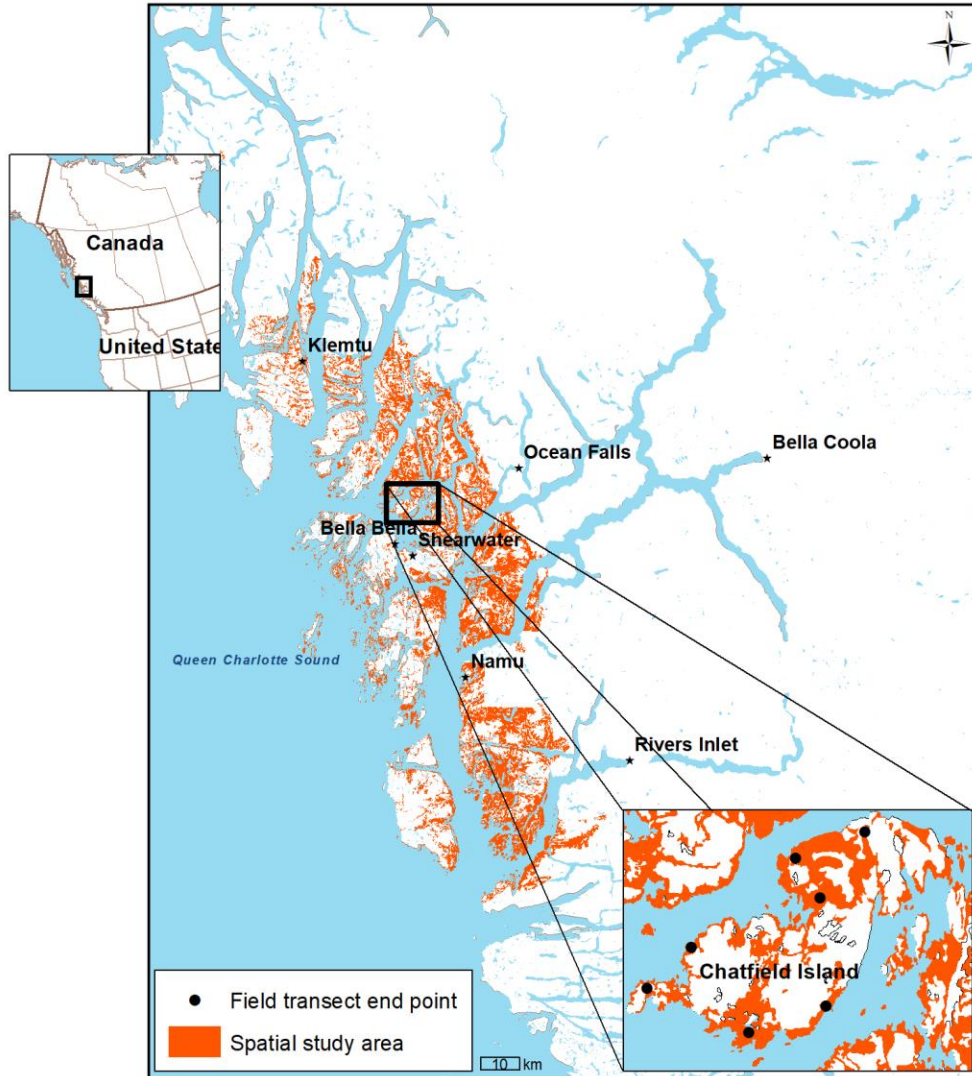 N
Canada
United State
Klemtu
Ocean Falls
Bella Coola
Bella Bella
Shearwater
Queen Charlotte Sound
Namu
Rivers Inlet
Chatfield Island
Field transect end point
Spatial study area
10 km